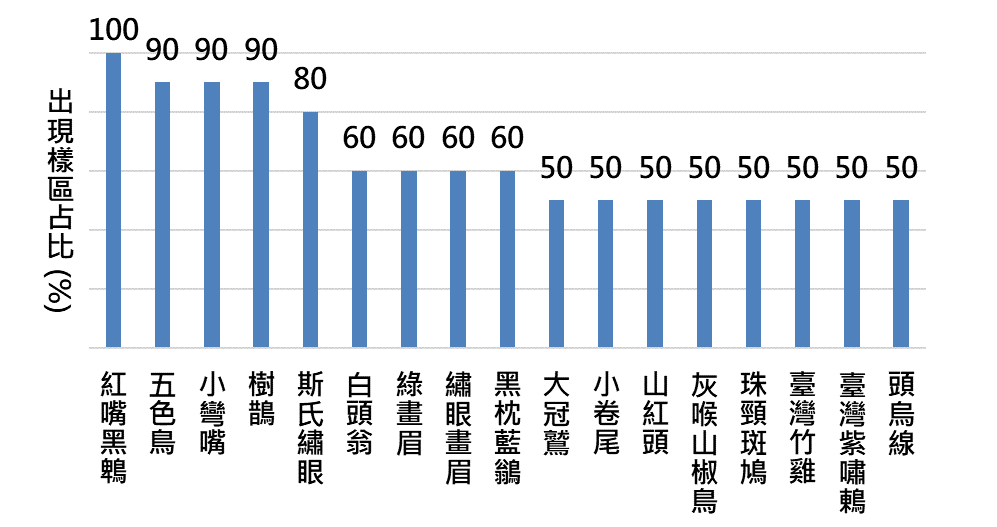 100
90
90
90
80
60
60
60
60
50
50
50
50
50
50
50
50
出現樣區占比 (%)
紅嘴黑鵯
五色鳥
小彎嘴
樹鵲
斯氏繡眼
白頭翁
綠畫眉
繡眼畫眉
黑枕藍鶲
大冠鷲
小卷尾
山紅頭
灰喉山椒鳥
珠頸斑鳩
臺灣竹雞
臺灣紫嘯鶇
頭烏線